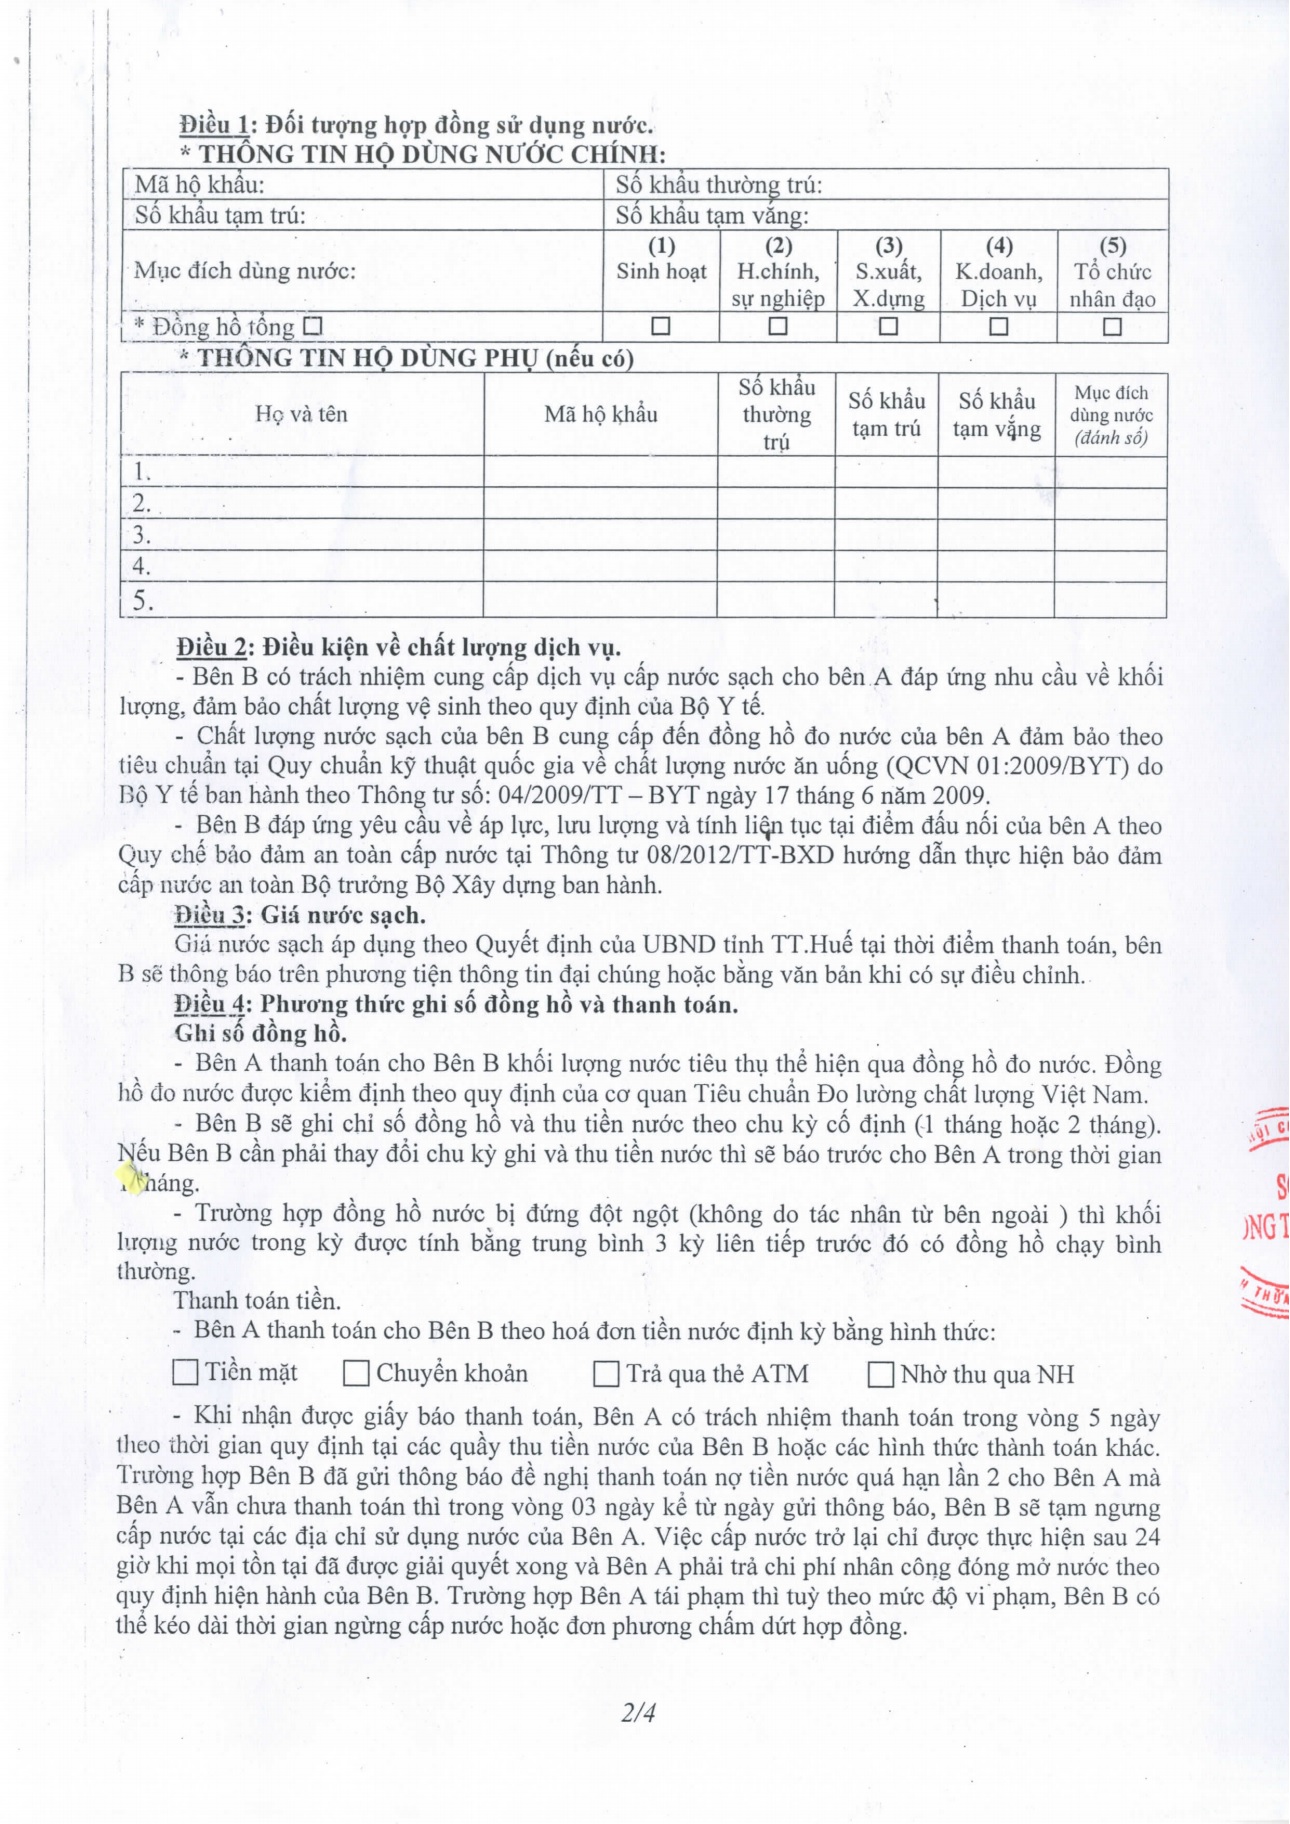 Điều 1: Đối tượng hợp đồng sử dụng nước.
* THÔNG TIN HỘ DÙNG NƯỚC CHÍNH:
Mã hộ khẩu: Số khẩu thường trú:
Số khẩu tạm trú: Số khẩu tạm vắng:
(1) (2) (3) (4) (5)
Mục đích dùng nước: Sinh hoạt H.chính, S.xuất, K.doanh, Tổ chức
sự nghiệp X.dựng Dịch vụ nhân đạo
* Đồng hồ tổng ☐ ☐ ☐ ☐ ☐ ☐
* THÔNG TIN HỘ DÙNG PHỤ (nếu có)
Họ và tên Mã hộ khẩu Số khẩu thường trú Số khẩu tạm trú Số khẩu tạm vắng Mục đích dùng nước (đánh số)
1.
2.
3.
4.
5.
Điều 2: Điều kiện về chất lượng dịch vụ.
- Bên B có trách nhiệm cung cấp dịch vụ cấp nước sạch cho bên A đáp ứng nhu cầu về khối
lượng, đảm bảo chất lượng vệ sinh theo quy định của Bộ Y tế.
- Chất lượng nước sạch của bên B cung cấp đến đồng hồ đo nước của bên A đảm bảo theo
tiêu chuẩn tại Quy chuẩn kỹ thuật quốc gia về chất lượng nước ăn uống (QCVN 01:2009/BYT) do
Bộ Y tế ban hành theo Thông tư số: 04/2009/TT – BYT ngày 17 tháng 6 năm 2009.
- Bên B đáp ứng yêu cầu về áp lực, lưu lượng và tính liên tục tại điểm đấu nối của bên A theo
Quy chế bảo đảm an toàn cấp nước tại Thông tư 08/2012/TT-BXD hướng dẫn thực hiện bảo đảm
cấp nước an toàn Bộ trưởng Bộ Xây dựng ban hành.
Điều 3: Giá nước sạch.
Giá nước sạch áp dụng theo Quyết định của UBND tỉnh TT.Huế tại thời điểm thanh toán, bên
B sẽ thông báo trên phương tiện thông tin đại chúng hoặc bằng văn bản khi có sự điều chỉnh.
Điều 4: Phương thức ghi số đồng hồ và thanh toán.
Ghi số đồng hồ.
- Bên A thanh toán cho Bên B khối lượng nước tiêu thụ thể hiện qua đồng hồ đo nước. Đồng
hồ đo nước được kiểm định theo quy định của cơ quan Tiêu chuẩn Đo lường chất lượng Việt Nam.
- Bên B sẽ ghi chỉ số đồng hồ và thu tiền nước theo chu kỳ cố định (1 tháng hoặc 2 tháng).
Nếu Bên B cần phải thay đổi chu kỳ ghi và thu tiền nước thì sẽ báo trước cho Bên A trong thời gian
tháng.
- Trường hợp đồng hồ nước bị đứng đột ngột (không do tác nhân từ bên ngoài ) thì khối
lượng nước trong kỳ được tính bằng trung bình 3 kỳ liên tiếp trước đó có đồng hồ chạy bình
thường.
Thanh toán tiền.
- Bên A thanh toán cho Bên B theo hoá đơn tiền nước định kỳ bằng hình thức:
☐ Tiền mặt ☐ Chuyển khoản ☐ Trả qua thẻ ATM ☐ Nhờ thu qua NH
- Khi nhận được giấy báo thanh toán, Bên A có trách nhiệm thanh toán trong vòng 5 ngày
theo thời gian quy định tại các quầy thu tiền nước của Bên B hoặc các hình thức thành toán khác.
Trường hợp Bên B đã gửi thông báo đề nghị thanh toán nợ tiền nước quá hạn lần 2 cho Bên A mà
Bên A vẫn chưa thanh toán thì trong vòng 03 ngày kể từ ngày gửi thông báo, Bên B sẽ tạm ngưng
cấp nước tại các địa chỉ sử dụng nước của Bên A. Việc cấp nước trở lại chỉ được thực hiện sau 24
giờ khi mọi tồn tại đã được giải quyết xong và Bên A phải trả chi phí nhân công đóng mở nước theo
quy định hiện hành của Bên B. Trường hợp Bên A tái phạm thì tuỳ theo mức độ vi phạm, Bên B có
thể kéo dài thời gian ngừng cấp nước hoặc đơn phương chấm dứt hợp đồng.
2/4